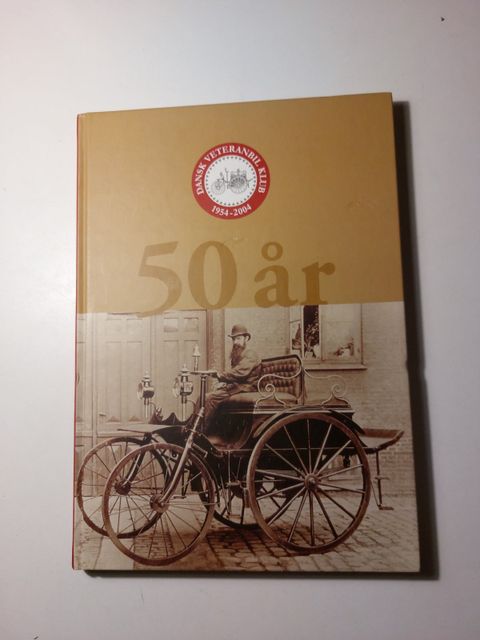 DANSK VETERANBIL KLUB
1954-2004
50 år